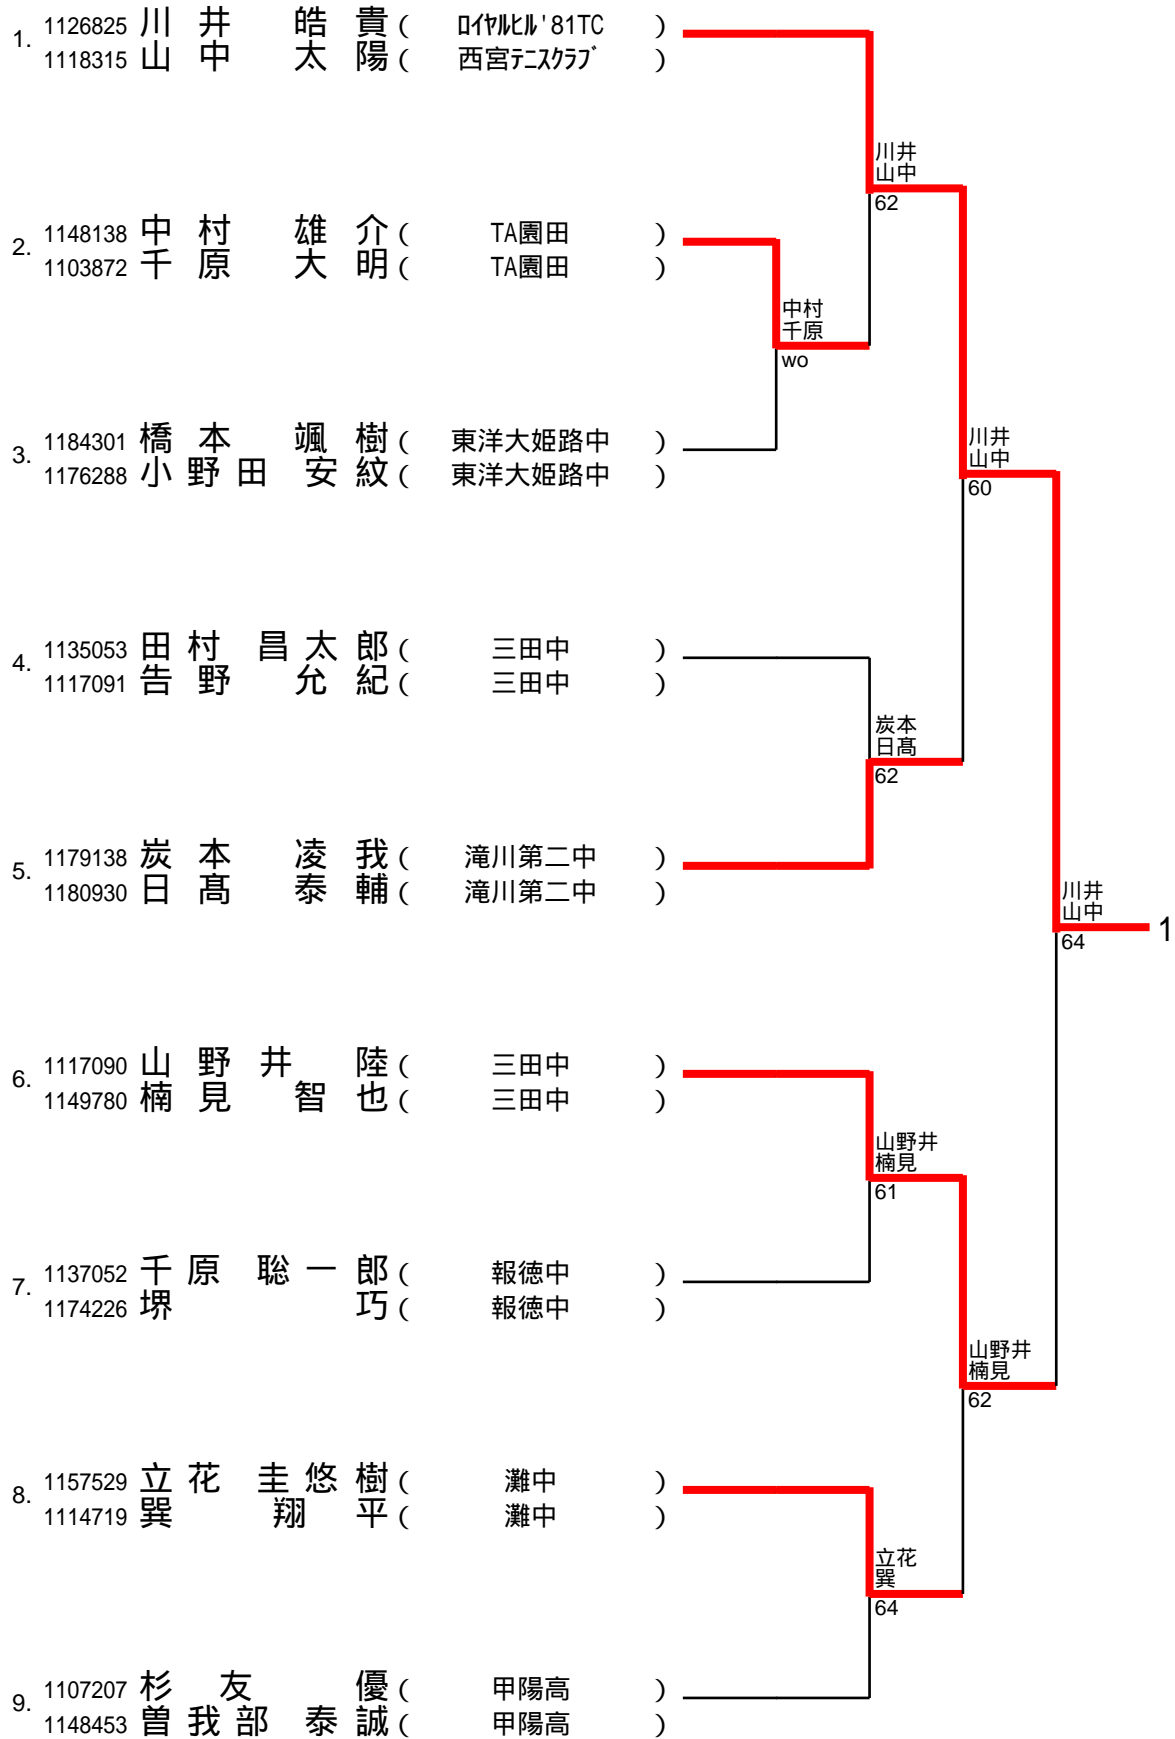 1. 1126825 川井 皓貴 ( ロイヤルヒル'81TC )
1118315 山中 太陽 ( 西宮テニスクラブ )
川井
山中
62
2. 1148138 中村 雄介 ( TA園田 )
1103872 千原 大明 ( TA園田 )
中村
千原
wo
3. 1184301 橋本 颯樹 ( 東洋大姫路中 )
1176288 小野田 安紋 ( 東洋大姫路中 )
川井
山中
60
4. 1135053 田村 昌太郎 ( 三田中 )
1117091 告野 允紀 ( 三田中 )
炭本
日髙
62
5. 1179138 炭本 凌我 ( 滝川第二中 )
1180930 日髙 泰輔 ( 滝川第二中 )
川井
山中
64
1
6. 1117090 山野井 陸 ( 三田中 )
1149780 楠見 智也 ( 三田中 )
山野井
楠見
61
7. 1137052 千原 聡一郎 ( 報徳中 )
1174226 堺 巧 ( 報徳中 )
山野井
楠見
62
8. 1157529 立花 圭悠樹 ( 灘中 )
1114719 巽 翔平 ( 灘中 )
立花
巽
64
9. 1107207 杉友 優 ( 甲陽高 )
1148453 曽我部 泰誠 ( 甲陽高 )